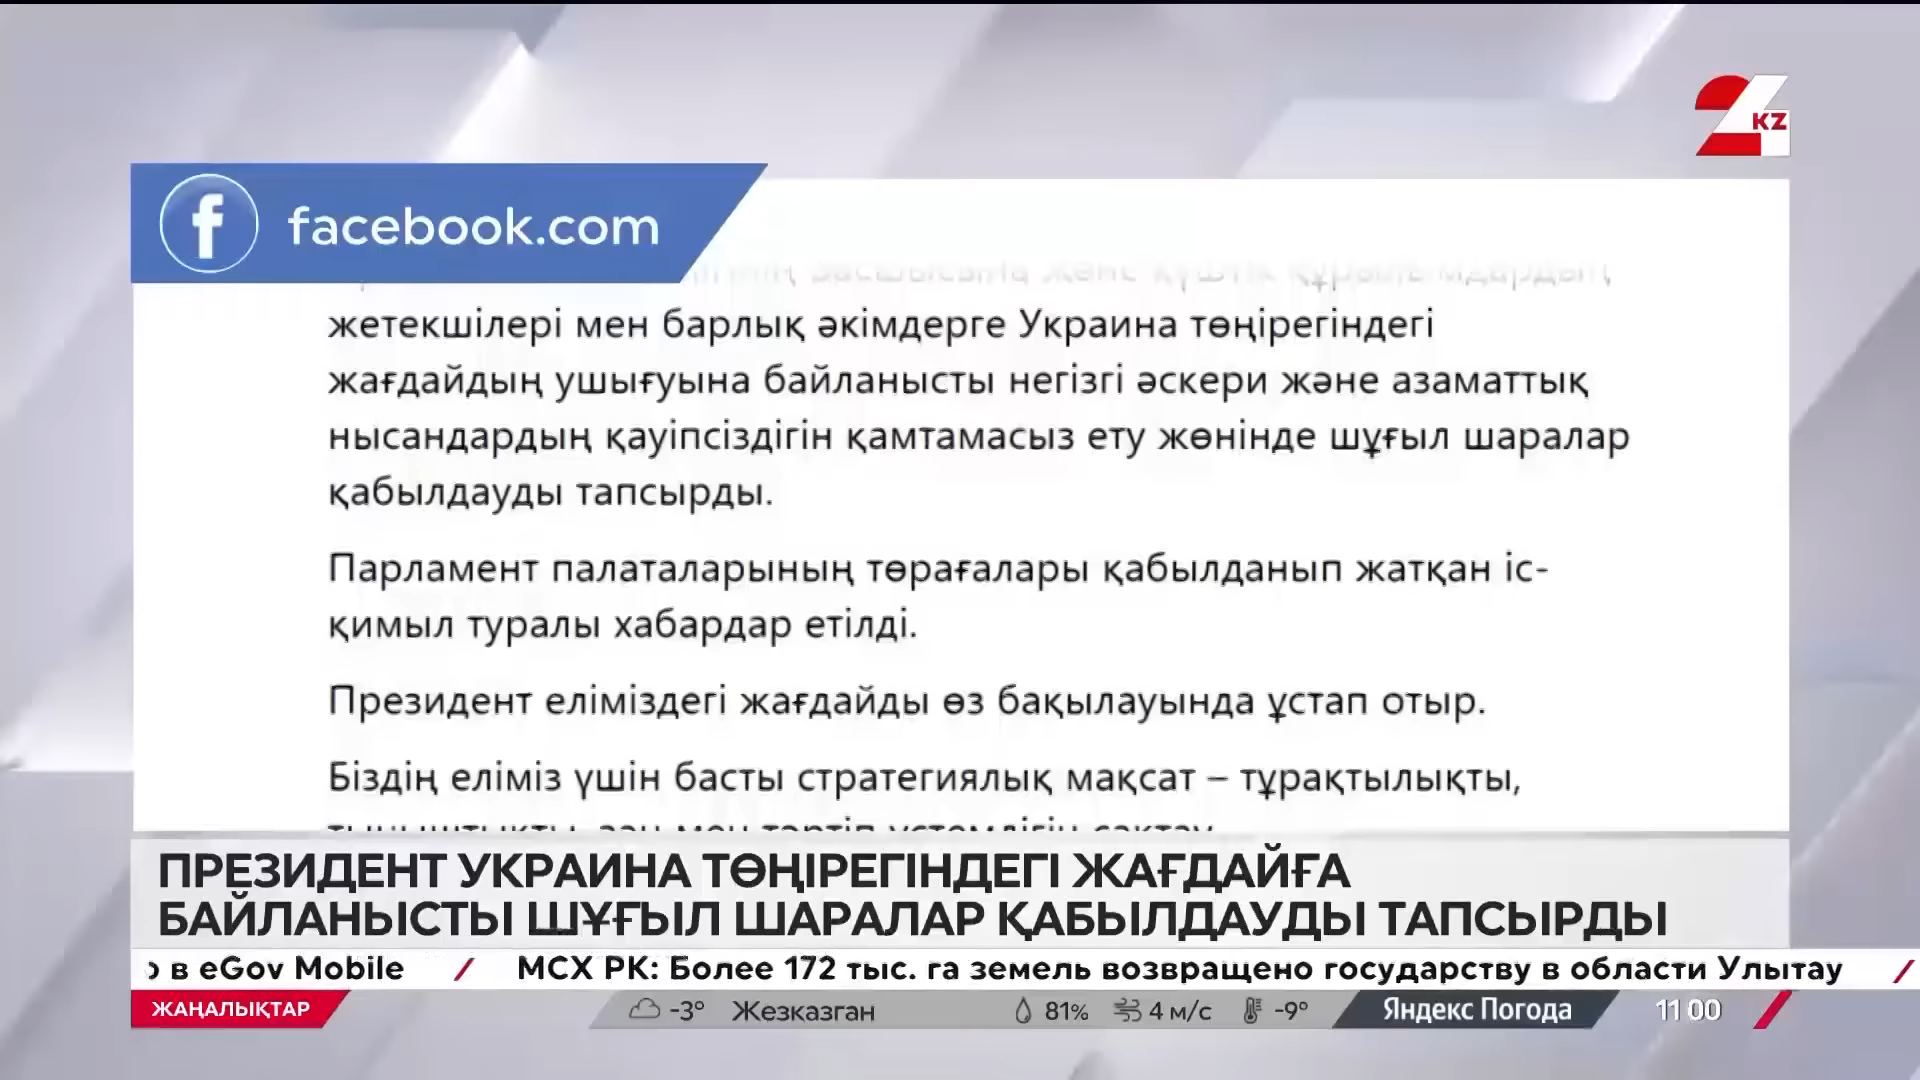 24 KZ
facebook.com
жетекшілері мен барлық әкімдерге Украина төңірегіндегі
жағдайдың ушығуына байланысты негізгі әскери және азаматтық
нысандардың қауіпсіздігін қамтамасыз ету жөнінде шұғыл шаралар
қабылдауды тапсырды.
Парламент палаталарының төрағалары қабылданып жатқан іс-
қимыл туралы хабардар етілді.
Президент еліміздегі жағдайды өз бақылауында ұстап отыр.
Біздің еліміз үшін басты стратегиялық мақсат – тұрақтылықты,
ПРЕЗИДЕНТ УКРАИНА ТӨҢІРЕГІНДЕГІ ЖАҒДАЙҒА
БАЙЛАНЫСТЫ ШҰҒЫЛ ШАРАЛАР ҚАБЫЛДАУДЫ ТАПСЫРДЫ
в eGov Mobile / МСХ РК: Более 172 тыс. га земель возвращено государству в области Улытау /
ЖАҢАЛЫҚТАР -3° Жезказган 81% 4 м/с -9° Яндекс Погода 11 00